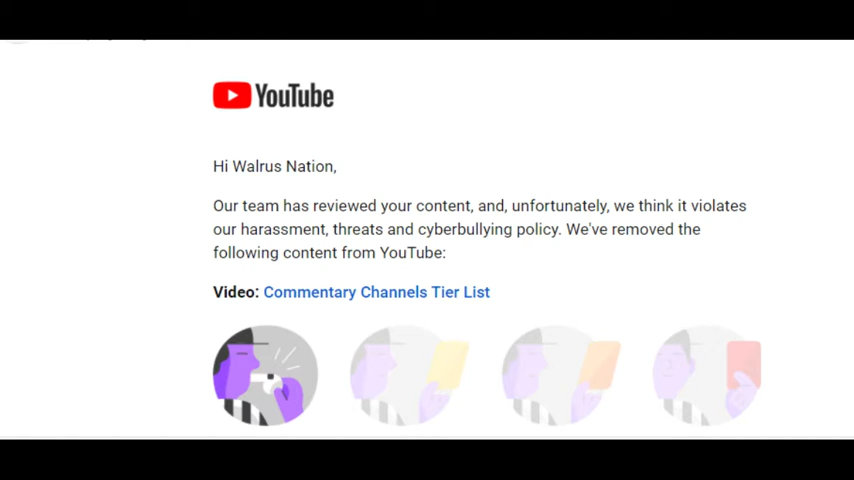 YouTube
Hi Walrus Nation,
Our team has reviewed your content, and, unfortunately, we think it violates
our harassment, threats and cyberbullying policy. We've removed the
following content from YouTube:
Video: Commentary Channels Tier List